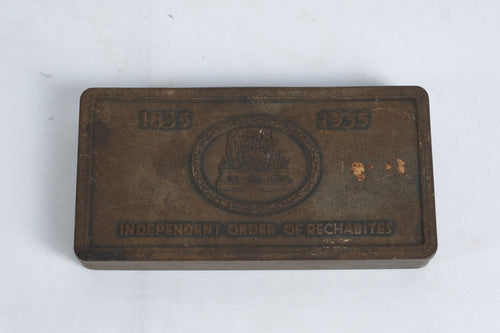 1835 1935
INDEPENDENT ORDER OF RECHABITES